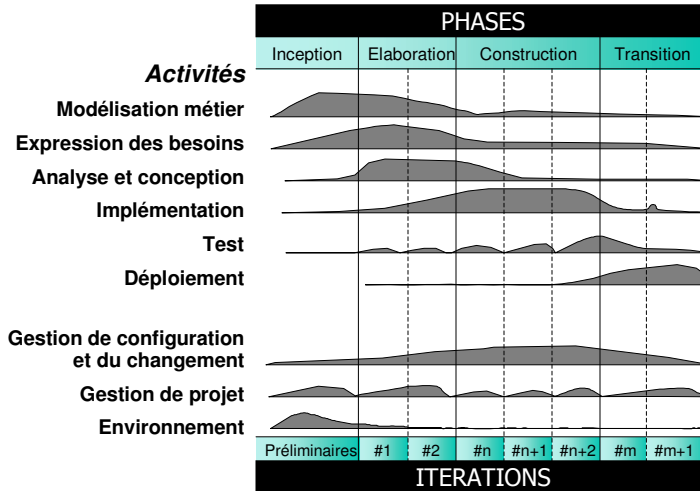 PHASES
Inception Elaboration Construction Transition
Activités
Modélisation métier
Expression des besoins
Analyse et conception
Implémentation
Test
Déploiement
Gestion de configuration
et du changement
Gestion de projet
Environnement
Préliminaires #1 #2 #n #n+1 #n+2 #m #m+1
ITERATIONS